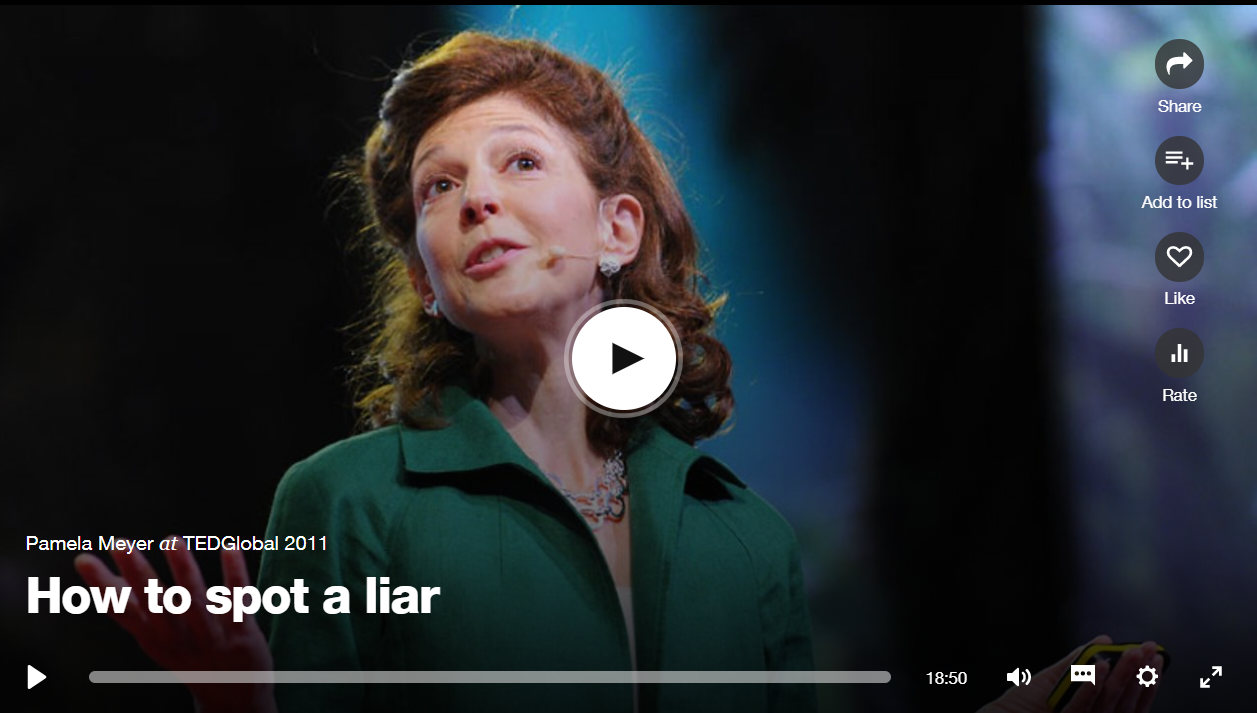 Share
Add to list
Like
Rate
Pamela Meyer at TEDGlobal 2011
How to spot a liar
18:50